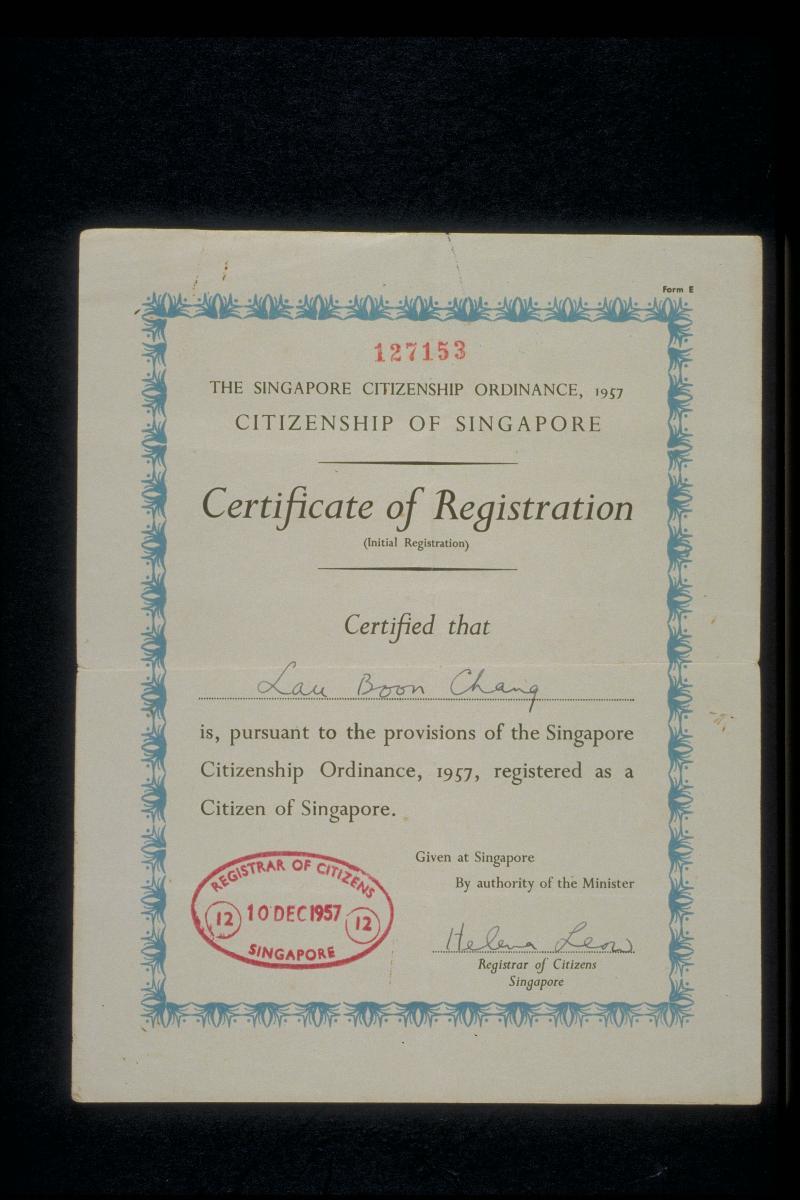 Form E
127153
THE SINGAPORE CITIZENSHIP ORDINANCE, 1957
CITIZENSHIP OF SINGAPORE
Certificate of Registration
(Initial Registration)
Certified that
Lau Boon Chang
is, pursuant to the provisions of the Singapore
Citizenship Ordinance, 1957, registered as a
Citizen of Singapore.
Given at Singapore
By authority of the Minister
REGISTRAR OF CITIZENS
12 10 DEC 1957 12
SINGAPORE
Helena Leow
Registrar of Citizens
Singapore